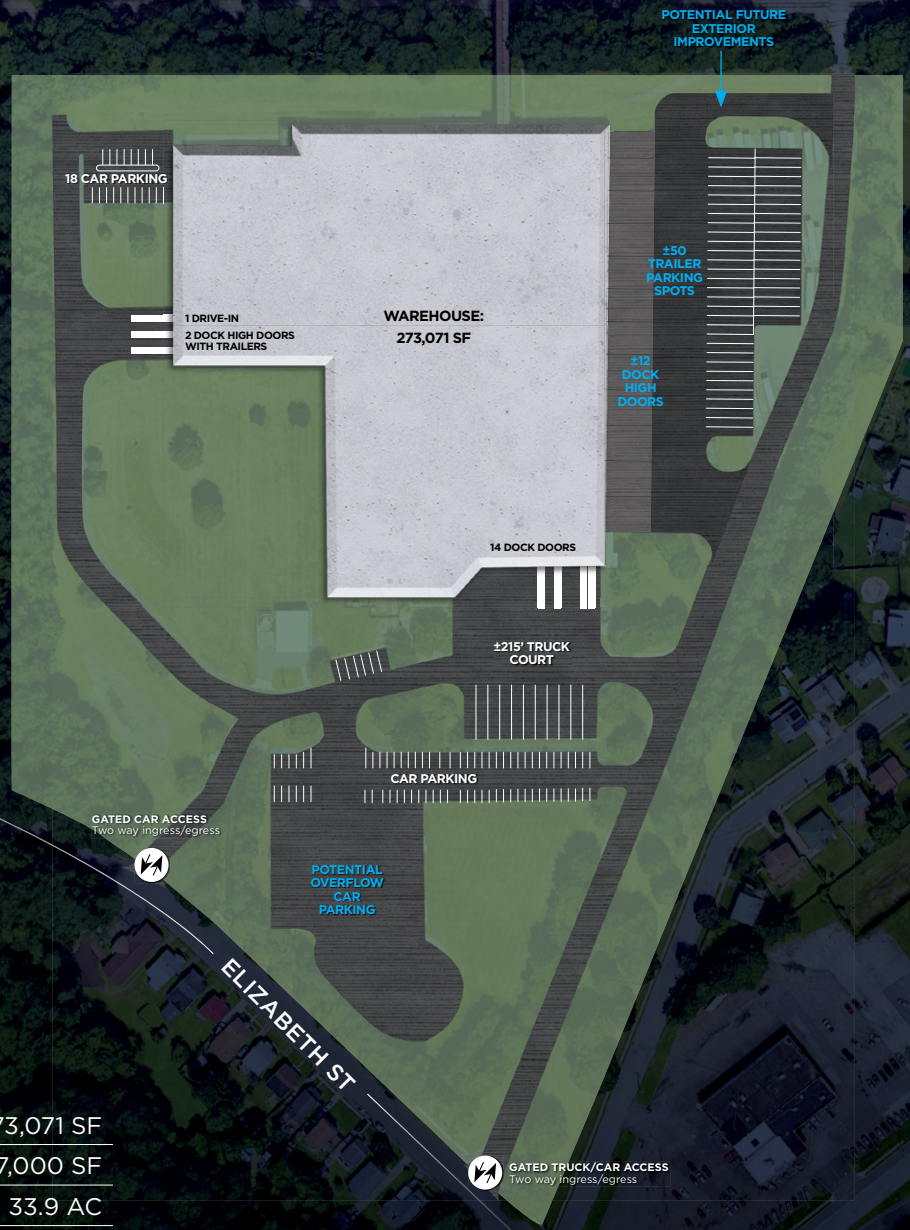 POTENTIAL FUTURE
EXTERIOR
IMPROVEMENTS
18 CAR PARKING
±50
TRAILER
PARKING
SPOTS
1 DRIVE-IN
2 DOCK HIGH DOORS
WITH TRAILERS
WAREHOUSE:
273,071 SF
±12
DOCK
HIGH
DOORS
14 DOCK DOORS
±215' TRUCK
COURT
CAR PARKING
GATED CAR ACCESS
Two way ingress/egress
POTENTIAL
OVERFLOW
CAR
PARKING
ELIZABETH ST
73,071 SF
7,000 SF
33.9 AC
GATED TRUCK/CAR ACCESS
Two way ingress/egress